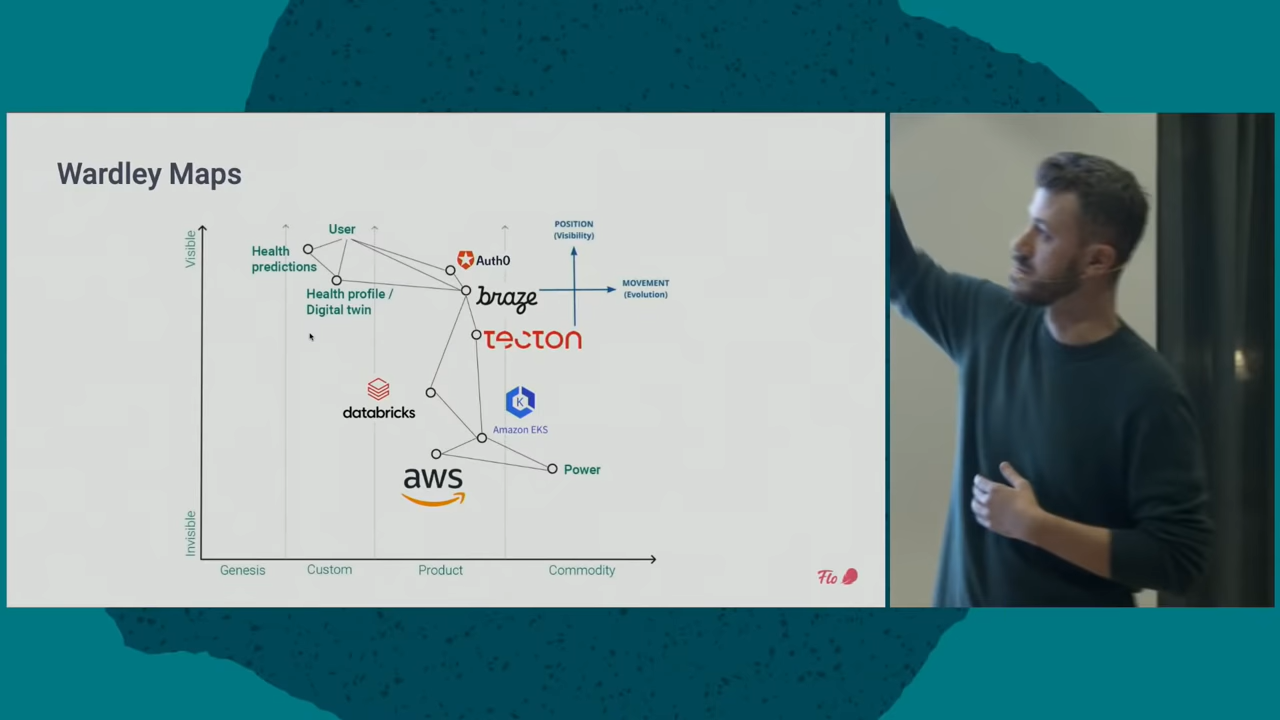 Wardley Maps
Visible
Invisible
User
Health
predictions
Health profile /
Digital twin
Auth0
braze
POSITION
(Visibility)
MOVEMENT
(Evolution)
TECTON
databricks
K
Amazon EKS
aws
Power
Genesis
Custom
Product
Commodity
Flo